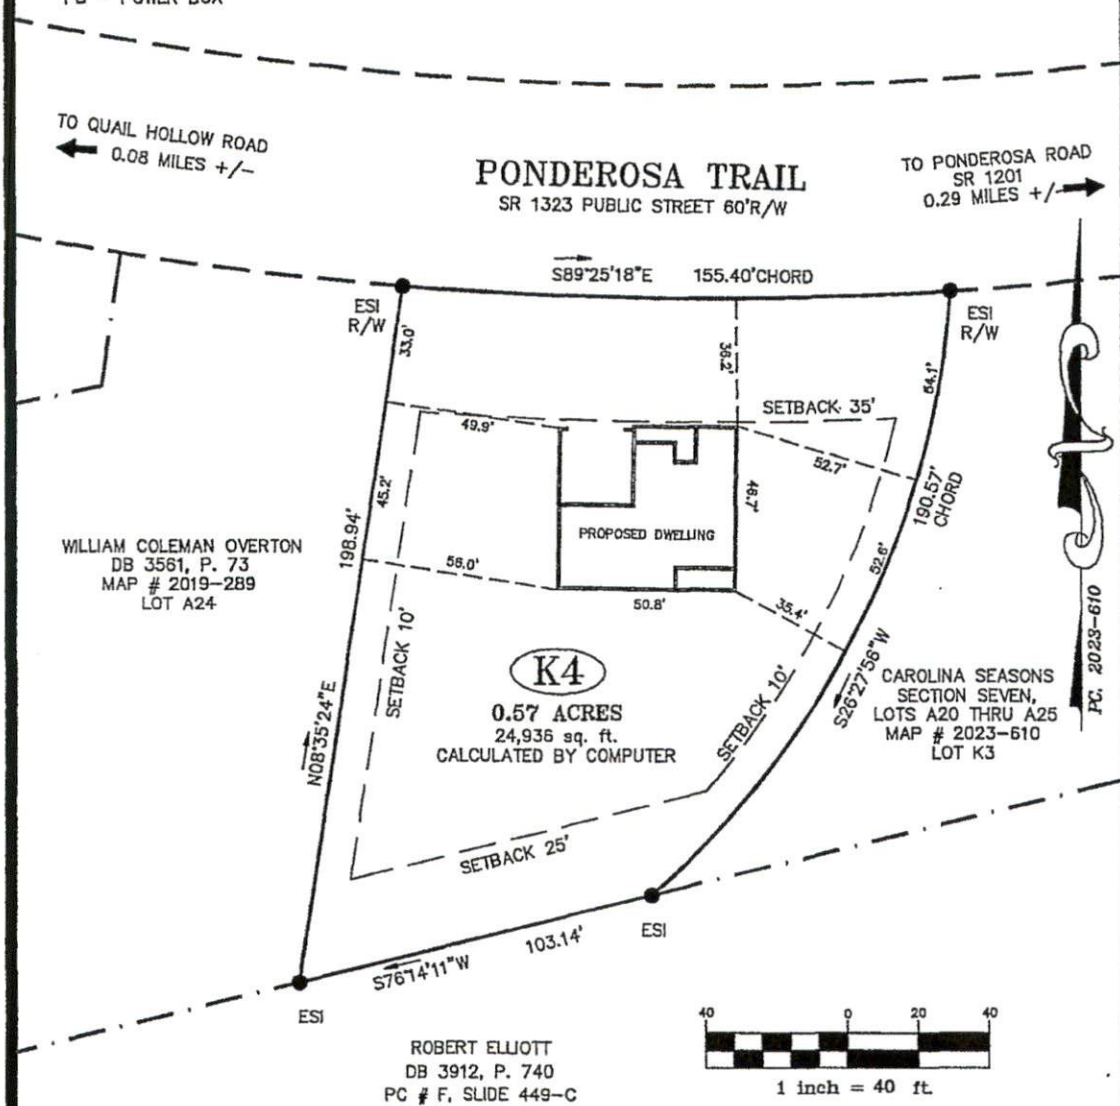 TO QUAIL HOLLOW ROAD
0.08 MILES +/-
PONDEROSA TRAIL
SR 1323 PUBLIC STREET 60'R/W
TO PONDEROSA ROAD
SR 1201
0.29 MILES +/-
S89°25'18"E 155.40'CHORD
ESI
R/W
ESI
R/W
33.0'
36.2'
SETBACK 35'
49.9'
52.7'
45.2'
46.7'
190.57'
CHORD
198.94'
PROPOSED DWELLING
52.6'
WILLIAM COLEMAN OVERTON
DB 3561, P. 73
MAP # 2019-289
LOT A24
50.8'
35.4'
SETBACK 10'
K4
0.57 ACRES
24,936 sq. ft.
CALCULATED BY COMPUTER
SETBACK 10'
S26°27'56"W
CAROLINA SEASONS
SECTION SEVEN,
LOTS A20 THRU A25
MAP # 2023-610
LOT K3
PC. 2023-610
N08°35'24"E
SETBACK 25'
103.14'
S76°14'11"W
ESI
ESI
ROBERT ELLIOTT
DB 3912, P. 740
PC # F, SLIDE 449-C
40 0 20 40
1 inch = 40 ft.